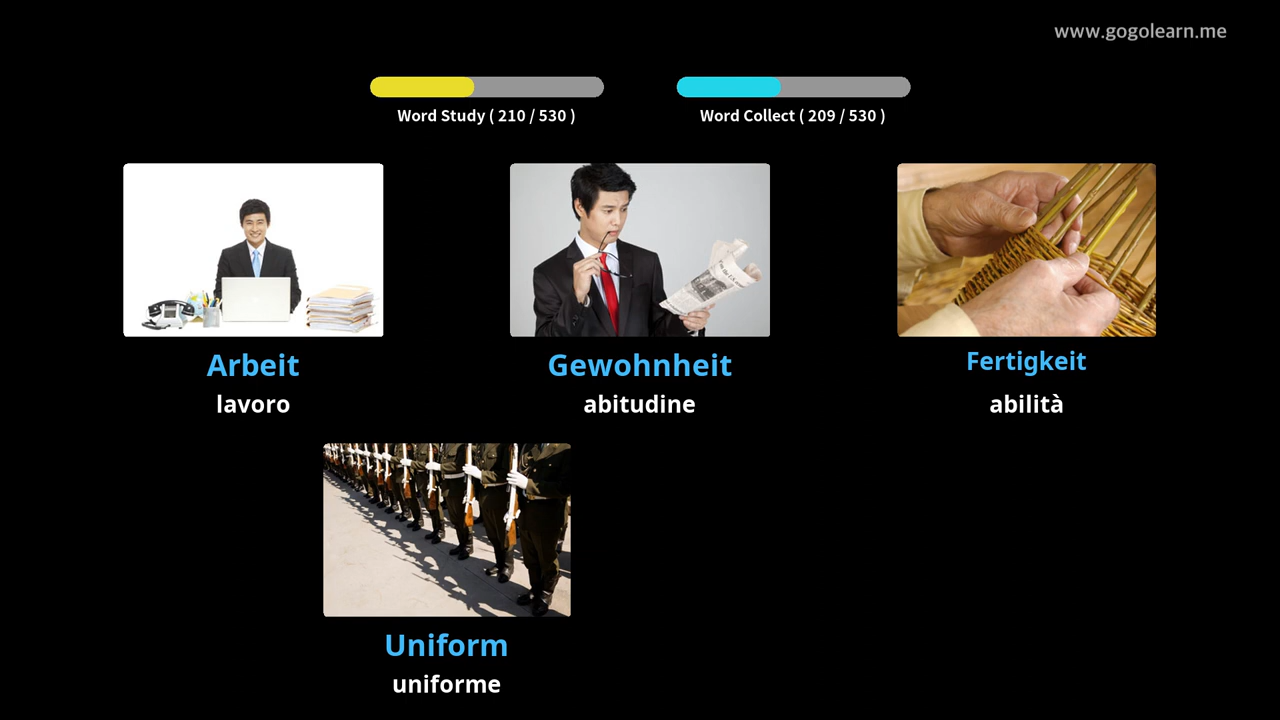 www.gogolearn.me
Word Study ( 210 / 530 )
Word Collect ( 209 / 530 )
Arbeit
lavoro
Gewohnheit
abitudine
Fertigkeit
abilità
Uniform
uniforme